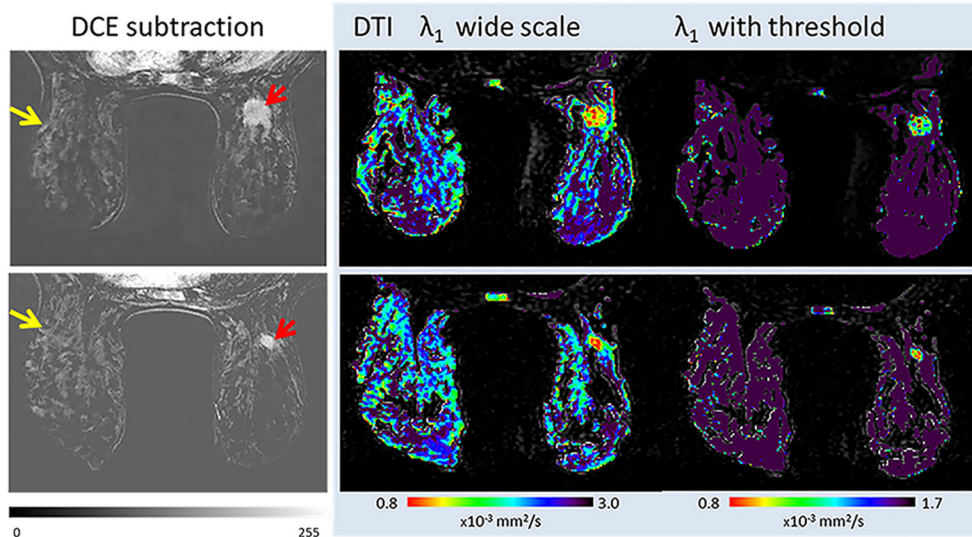 DCE subtraction
DTI λ₁ wide scale
λ₁ with threshold
0 255
0.8 3.0
x10⁻³ mm²/s
0.8 1.7
x10⁻³ mm²/s